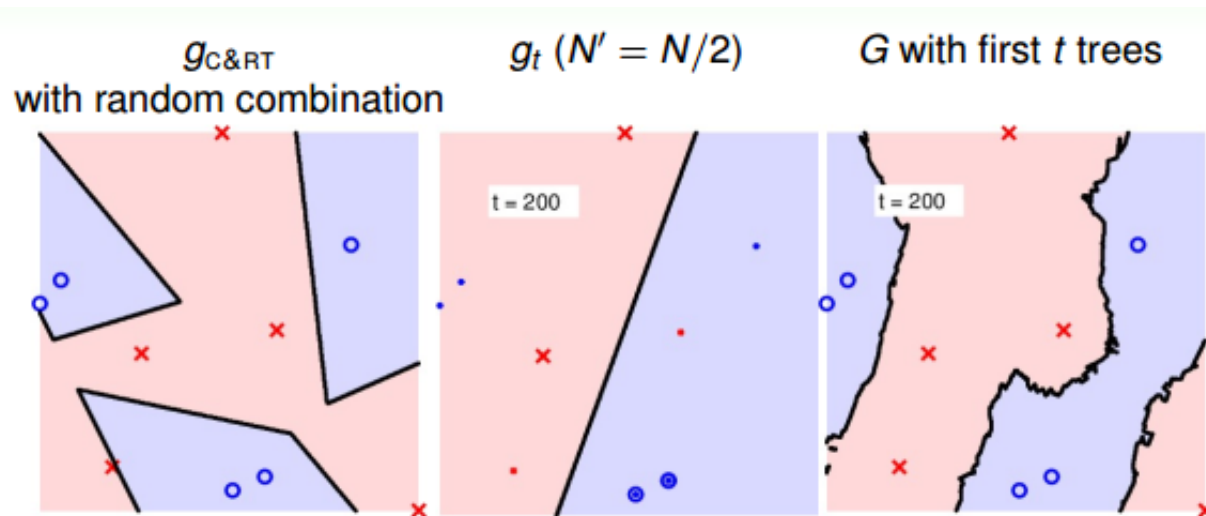 g_C&RT
with random combination
g_t (N′ = N/2)
G with first t trees
t = 200
t = 200